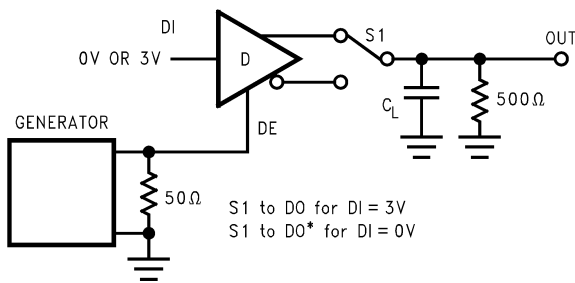 DI
S1
OUT
0V OR 3V
D
C_L
500Ω
GENERATOR
DE
50Ω
S1 to DO for DI = 3V
S1 to DO* for DI = 0V